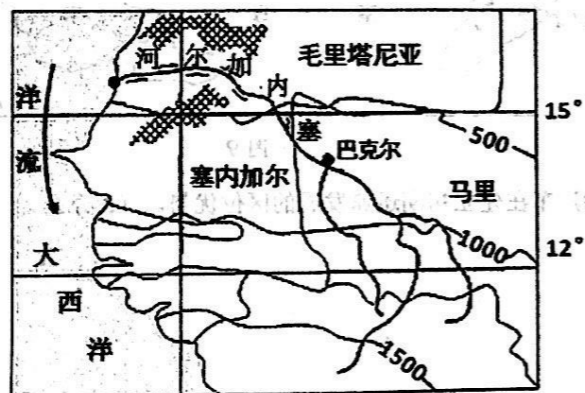 河 尔 加 内 塞
毛里塔尼亚
洋流
15°
500
巴克尔
塞内加尔
马里
1000
12°
大西洋
1500